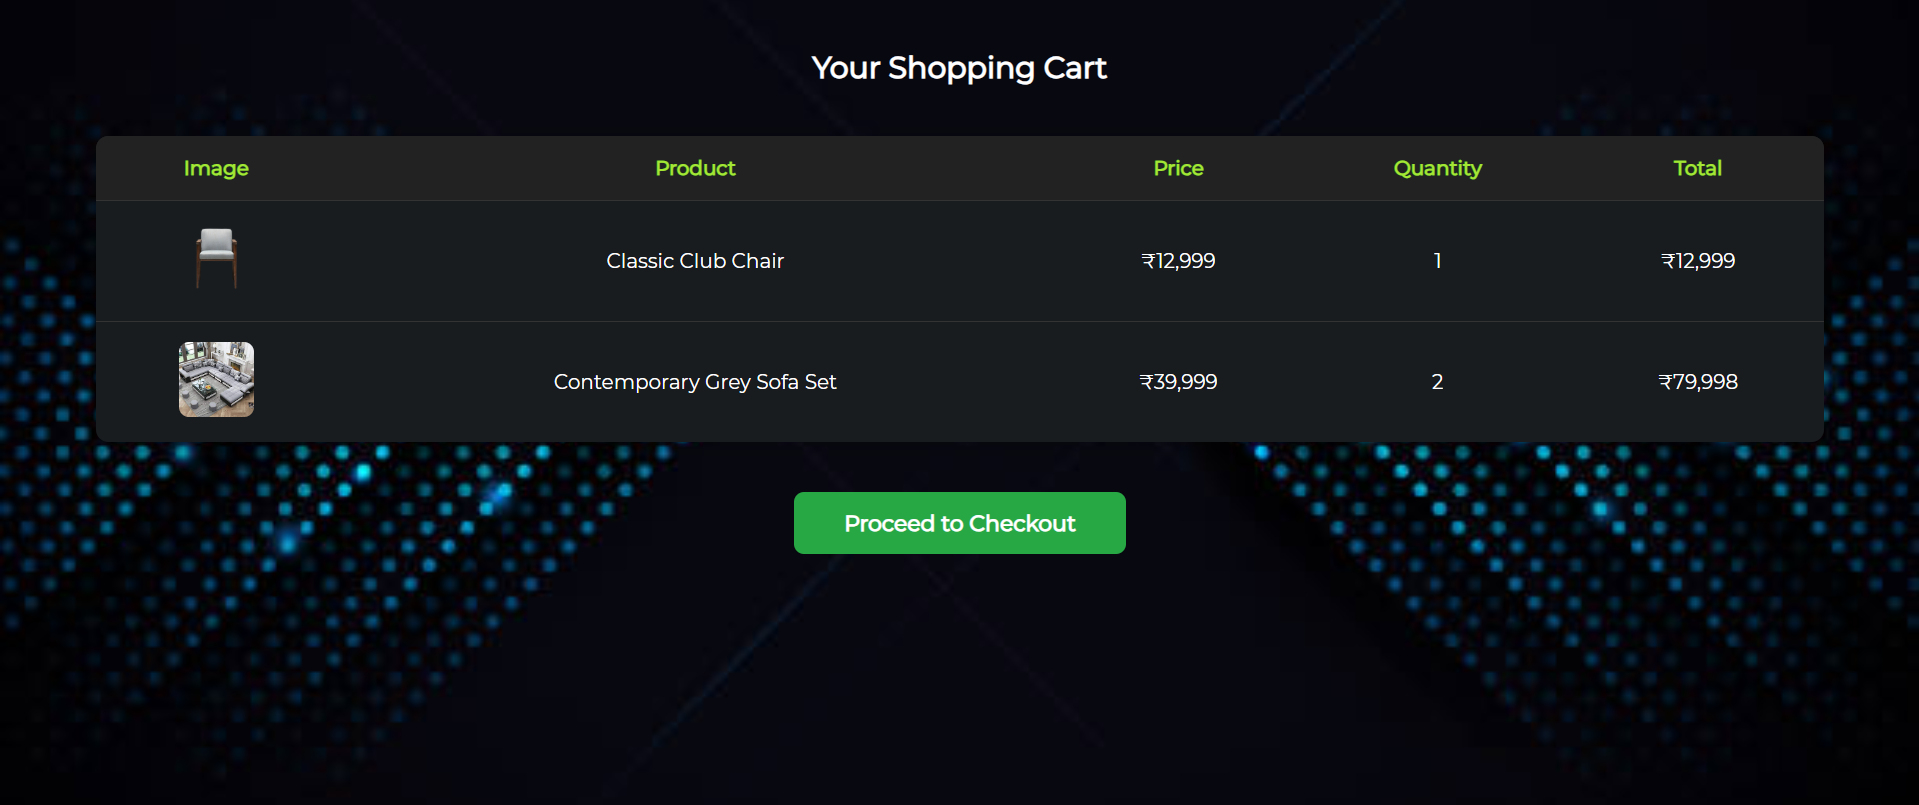 Your Shopping Cart
Image Product Price Quantity Total
Classic Club Chair ₹12,999 1 ₹12,999
Contemporary Grey Sofa Set ₹39,999 2 ₹79,998
Proceed to Checkout